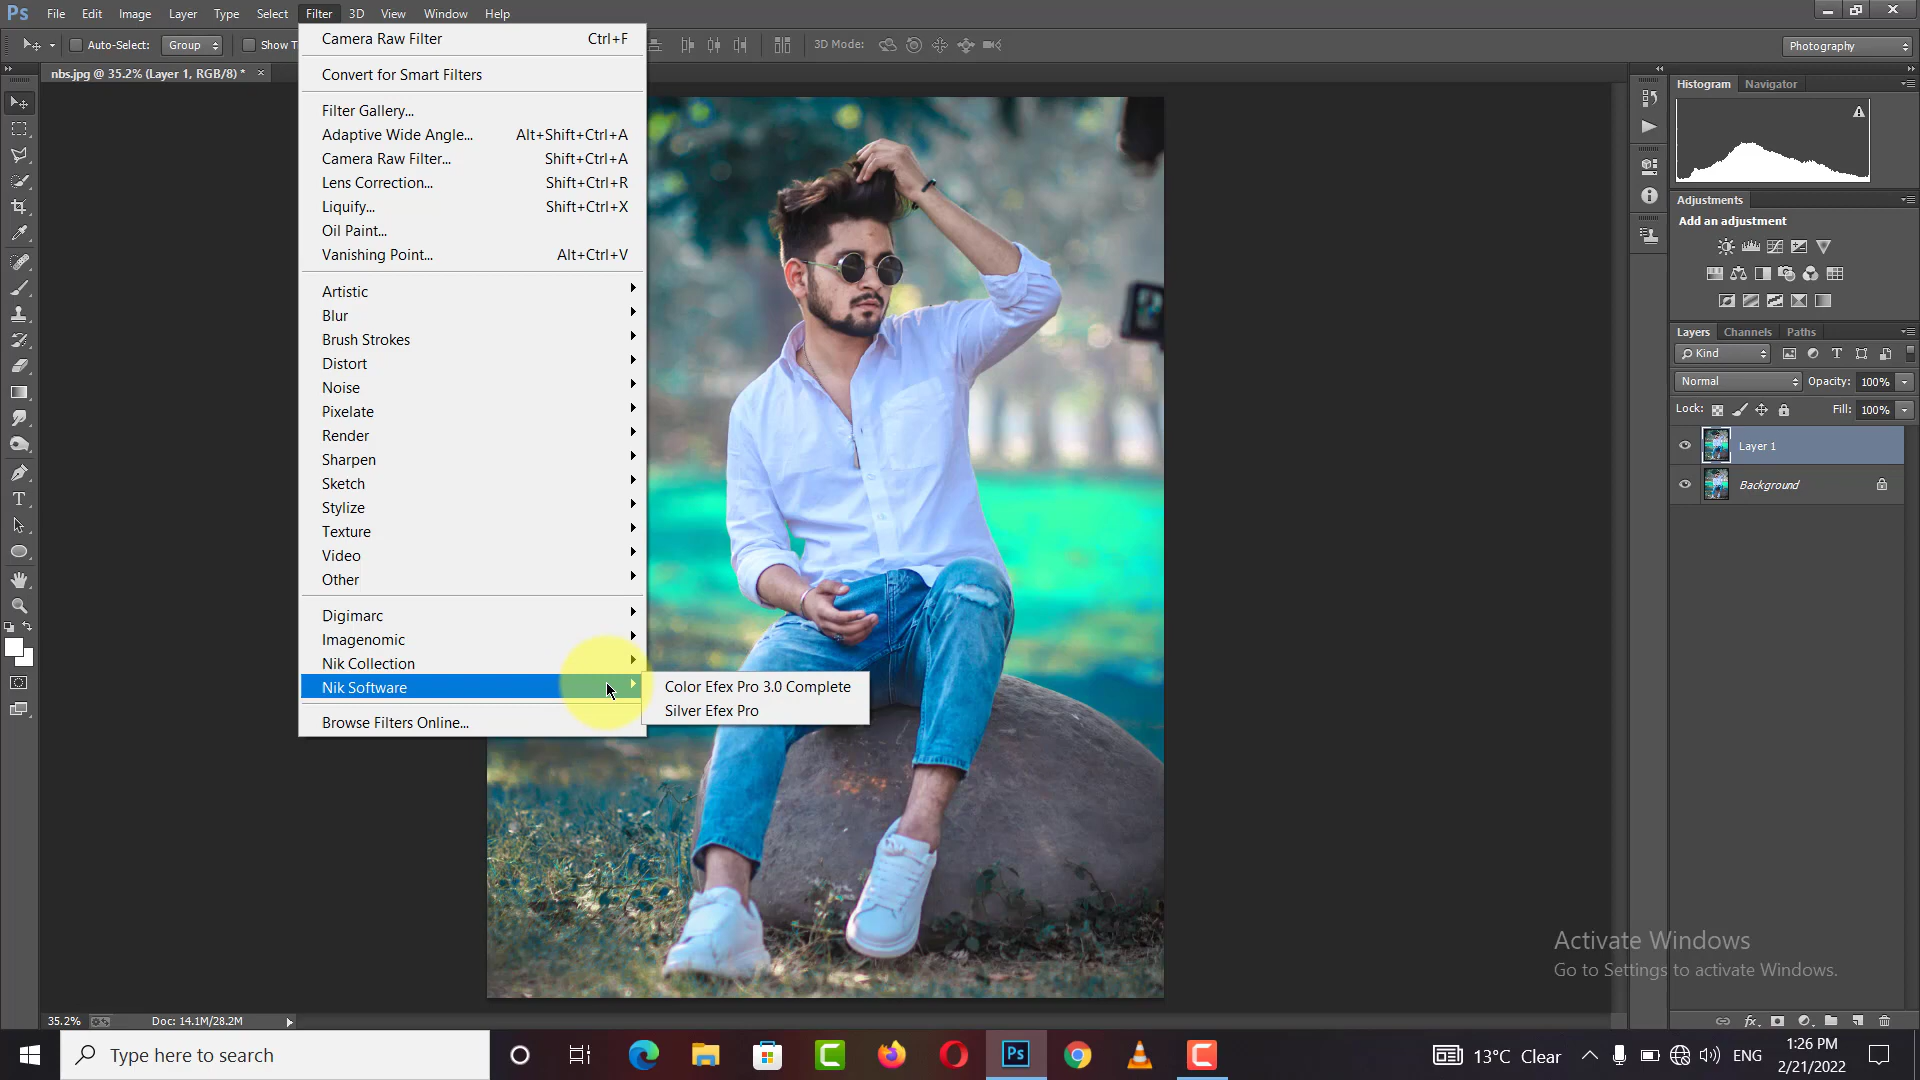 Ps File Edit Image Layer Type Select Filter 3D View Window Help
Auto-Select: Group Show T 3D Mode: Photography
nbs.jpg @ 35.2% (Layer 1, RGB/8) * ×
Camera Raw Filter Ctrl+F
Convert for Smart Filters
Filter Gallery...
Adaptive Wide Angle... Alt+Shift+Ctrl+A
Camera Raw Filter... Shift+Ctrl+A
Lens Correction... Shift+Ctrl+R
Liquify... Shift+Ctrl+X
Oil Paint...
Vanishing Point... Alt+Ctrl+V
Artistic
Blur
Brush Strokes
Distort
Noise
Pixelate
Render
Sharpen
Sketch
Stylize
Texture
Video
Other
Digimarc
Imagenomic
Nik Collection
Nik Software
Browse Filters Online...
Color Efex Pro 3.0 Complete
Silver Efex Pro
Histogram Navigator
Adjustments
Add an adjustment
Layers Channels Paths
Kind
Normal Opacity: 100%
Lock: Fill: 100%
Layer 1
Background
Activate Windows
Go to Settings to activate Windows.
35.2% Doc: 14.1M/28.2M
Type here to search
Ps
13°C Clear ENG
1:26 PM
2/21/2022